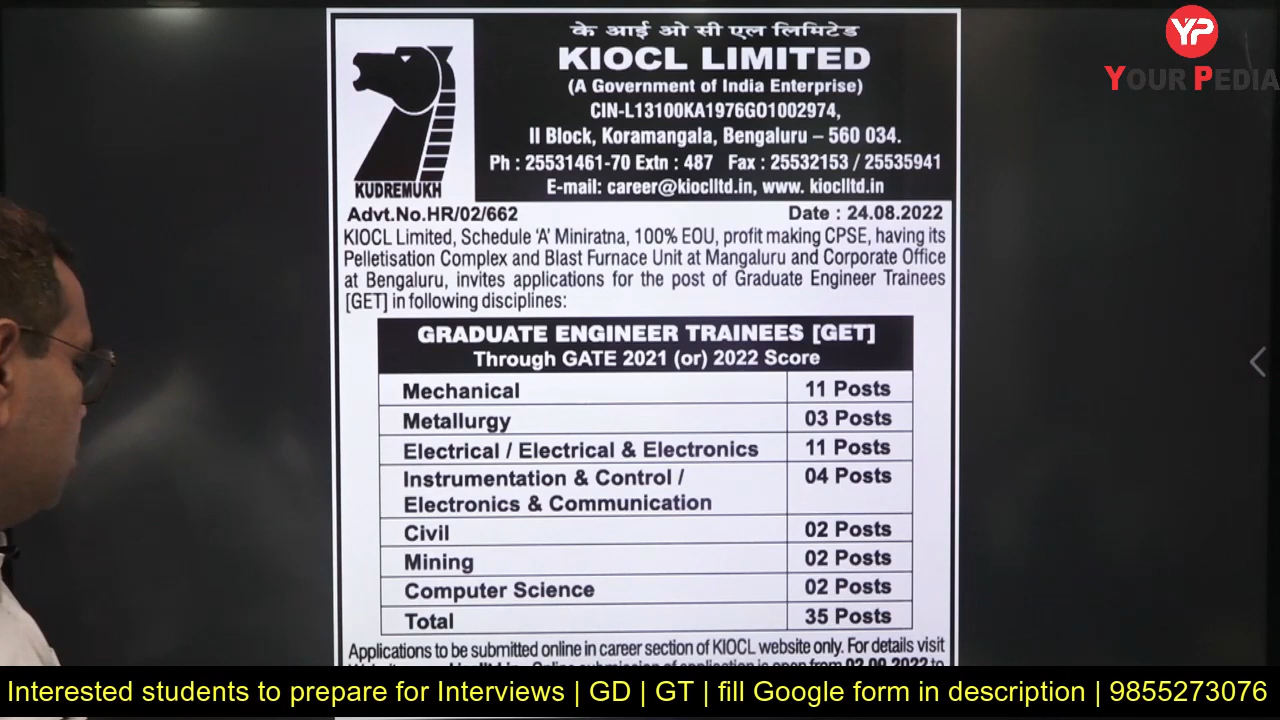 YP
YOUR PEDIA
के आई ओ सी एल लिमिटेड
KIOCL LIMITED
(A Government of India Enterprise)
CIN-L13100KA1976GO1002974,
II Block, Koramangala, Bengaluru – 560 034.
Ph : 25531461-70 Extn : 487 Fax : 25532153 / 25535941
E-mail: career@kioclltd.in, www. kioclltd.in
KUDREMUKH
Advt.No.HR/02/662 Date : 24.08.2022
KIOCL Limited, Schedule ‘A’ Miniratna, 100% EOU, profit making CPSE, having its
Pelletisation Complex and Blast Furnace Unit at Mangaluru and Corporate Office
at Bengaluru, invites applications for the post of Graduate Engineer Trainees
[GET] in following disciplines:
GRADUATE ENGINEER TRAINEES [GET]
Through GATE 2021 (or) 2022 Score
Mechanical 11 Posts
Metallurgy 03 Posts
Electrical / Electrical & Electronics 11 Posts
Instrumentation & Control / 04 Posts
Electronics & Communication
Civil 02 Posts
Mining 02 Posts
Computer Science 02 Posts
Total 35 Posts
Applications to be submitted online in career section of KIOCL website only. For details visit
Interested students to prepare for Interviews | GD | GT | fill Google form in description | 9855273076